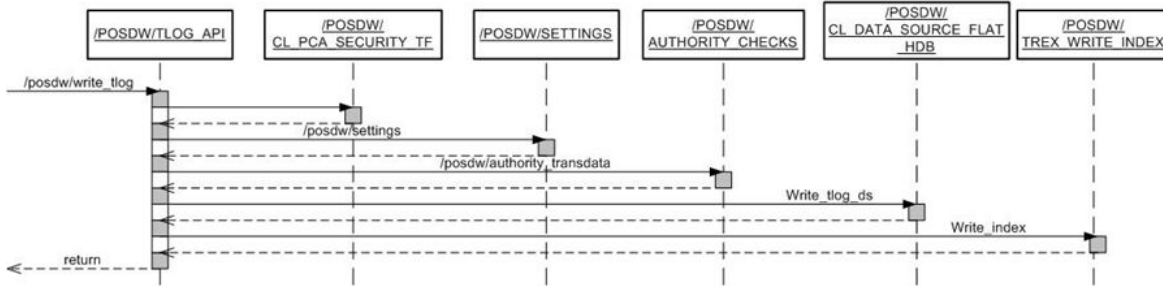 /POSDW/TLOG_API
/POSDW/
CL_PCA_SECURITY_TF
/POSDW/SETTINGS
/POSDW/
AUTHORITY_CHECKS
/POSDW/
CL_DATA_SOURCE_FLAT
_HDB
/POSDW/
TREX_WRITE_INDEX
/posdw/write_tlog
/posdw/settings
/posdw/authority_transdata
Write_tlog_ds
Write_index
return